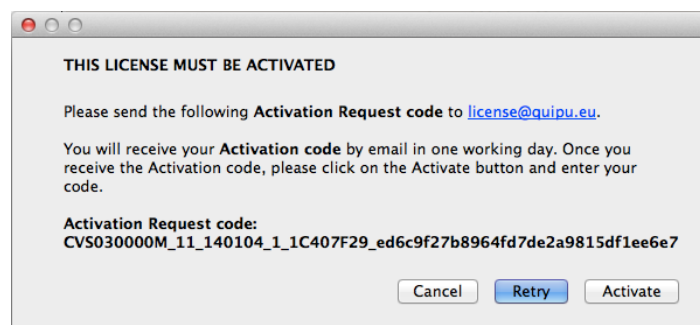 THIS LICENSE MUST BE ACTIVATED
Please send the following Activation Request code to license@quipu.eu.
You will receive your Activation code by email in one working day. Once you
receive the Activation code, please click on the Activate button and enter your
code.
Activation Request code:
CVS030000M_11_140104_1_1C407F29_ed6c9f27b8964fd7de2a9815df1ee6e7
Cancel Retry Activate